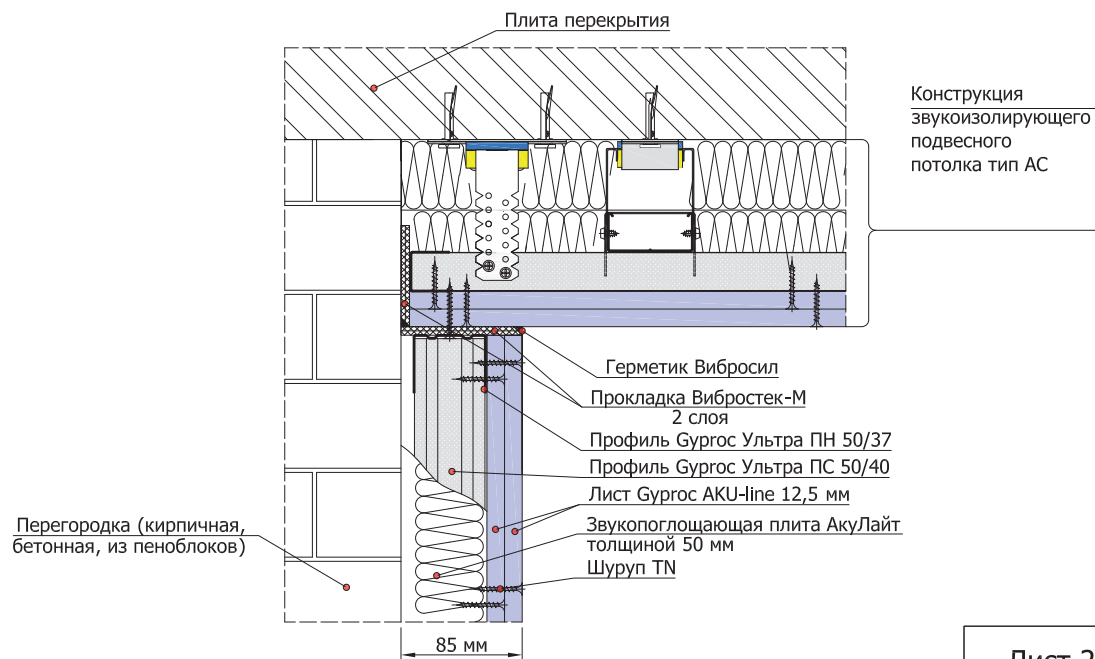 Плита перекрытия
Конструкция
звукоизолирующего
подвесного
потолка тип АС
Герметик Вибросил
Прокладка Вибростек-М
2 слоя
Профиль Gyproc Ультра ПН 50/37
Профиль Gyproc Ультра ПС 50/40
Лист Gyproc AKU-line 12,5 мм
Звукопоглощающая плита АкуЛайт
толщиной 50 мм
Шуруп TN
Перегородка (кирпичная,
бетонная, из пеноблоков)
85 мм
Лист 2